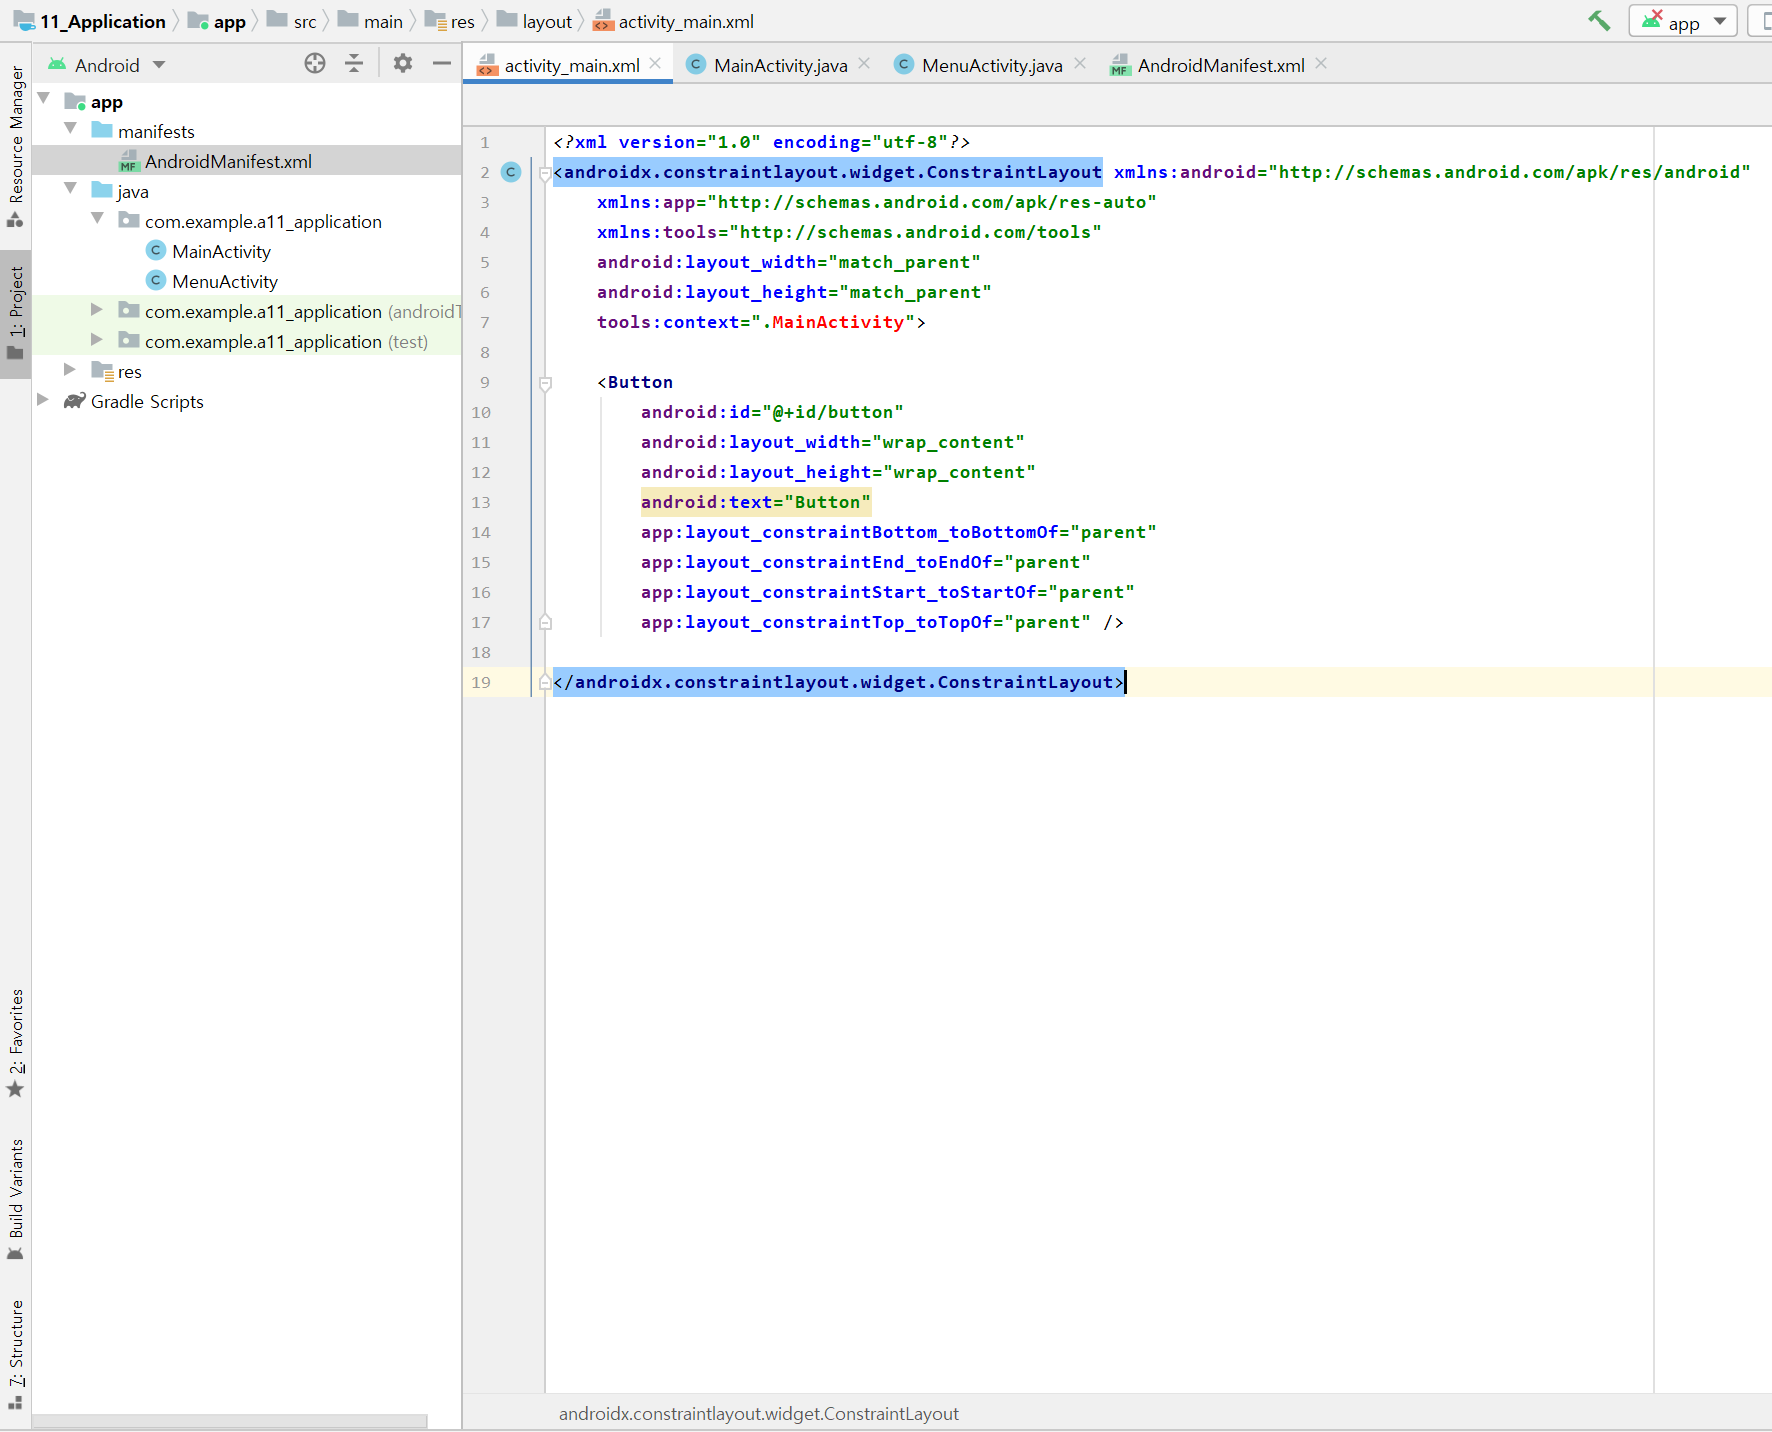 11_Application app src main res layout activity_main.xml app
Resource Manager
1: Project
2: Favorites
Build Variants
7: Structure
Android
app
manifests
AndroidManifest.xml
java
com.example.a11_application
MainActivity
MenuActivity
com.example.a11_application (androidT
com.example.a11_application (test)
res
Gradle Scripts
activity_main.xml MainActivity.java MenuActivity.java AndroidManifest.xml
1 <?xml version="1.0" encoding="utf-8"?>
2 <androidx.constraintlayout.widget.ConstraintLayout xmlns:android="http://schemas.android.com/apk/res/android"
3 xmlns:app="http://schemas.android.com/apk/res-auto"
4 xmlns:tools="http://schemas.android.com/tools"
5 android:layout_width="match_parent"
6 android:layout_height="match_parent"
7 tools:context=".MainActivity">
8
9 <Button
10 android:id="@+id/button"
11 android:layout_width="wrap_content"
12 android:layout_height="wrap_content"
13 android:text="Button"
14 app:layout_constraintBottom_toBottomOf="parent"
15 app:layout_constraintEnd_toEndOf="parent"
16 app:layout_constraintStart_toStartOf="parent"
17 app:layout_constraintTop_toTopOf="parent" />
18
19 </androidx.constraintlayout.widget.ConstraintLayout>
androidx.constraintlayout.widget.ConstraintLayout